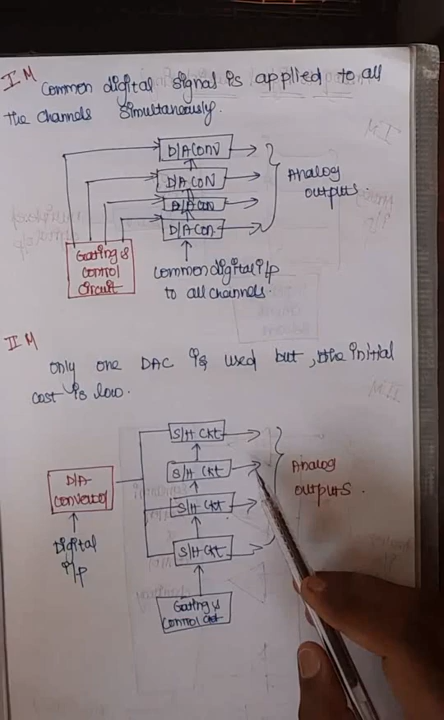 II M
Common digital signal is applied to all
the channels simultaneously.
D/A CONV
D/A CON
D/A CON
D/A CON.
Analog
outputs.
Gating &
control
circuit
Common digital i/p
to all channels.
II M
only one DAC is used but, the initial
cost is low.
S/H Ckt
S/H Ckt
S/H Ckt
S/H Ckt
D/A
Converter
Digital
i/p
Analog
outputs.
Gating &
control ckt